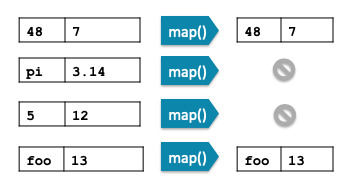 48 7 map() 48 7
pi 3.14 map()
5 12 map()
foo 13 map() foo 13